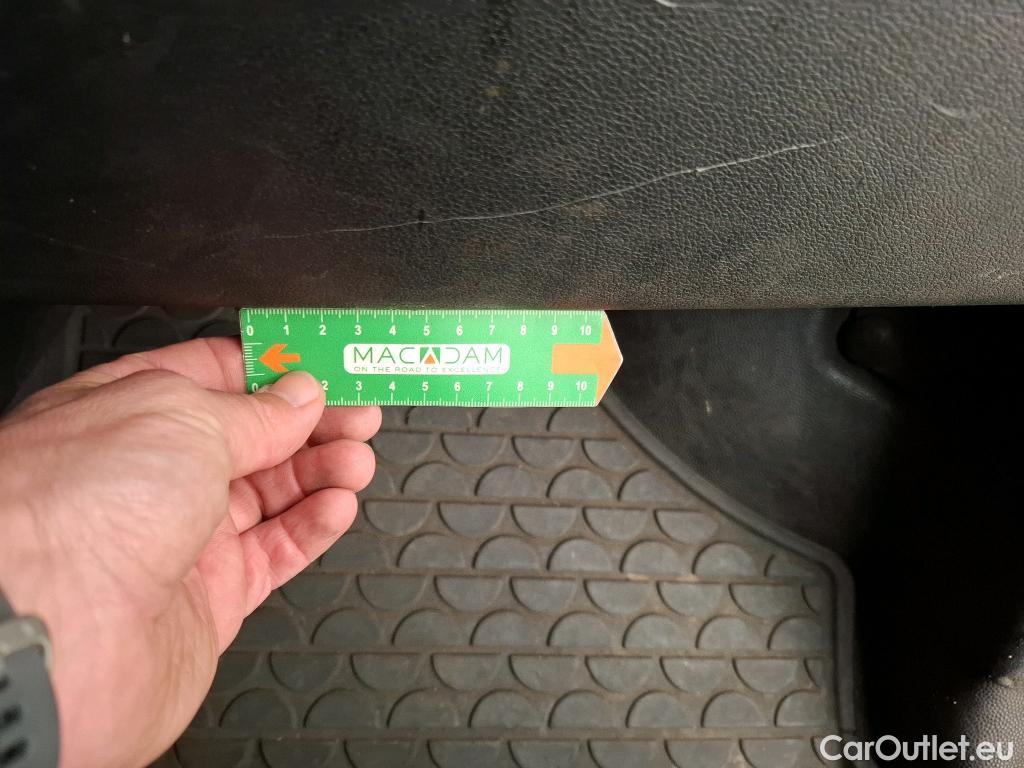 0 1 2 3 4 5 6 7 8 9 10
MACADAM
ON THE ROAD TO EXCELLENCE
0 2 3 4 5 6 7 8 9 10
CarOutlet.eu